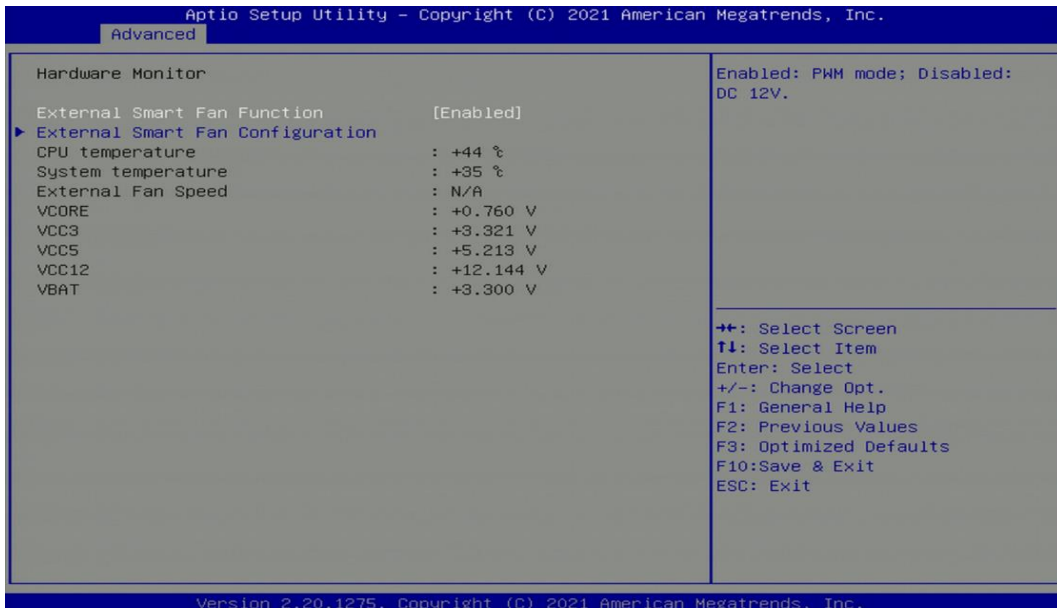 Aptio Setup Utility – Copyright (C) 2021 American Megatrends, Inc.
Advanced
Hardware Monitor
External Smart Fan Function [Enabled]
External Smart Fan Configuration
CPU temperature : +44 ℃
System temperature : +35 ℃
External Fan Speed : N/A
VCORE : +0.760 V
VCC3 : +3.321 V
VCC5 : +5.213 V
VCC12 : +12.144 V
VBAT : +3.300 V
Enabled: PWM mode; Disabled:
DC 12V.
→←: Select Screen
↑↓: Select Item
Enter: Select
+/-: Change Opt.
F1: General Help
F2: Previous Values
F3: Optimized Defaults
F10:Save & Exit
ESC: Exit
Version 2.20.1275. Copyright (C) 2021 American Megatrends, Inc.